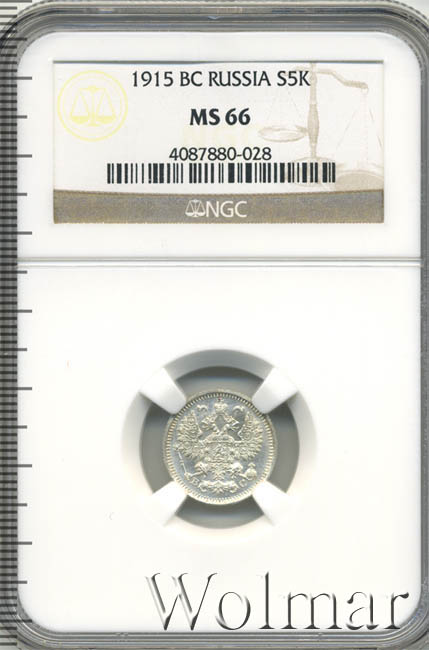 1915 BC RUSSIA S5K
MS 66
4087880-028
NGC
Wolmar